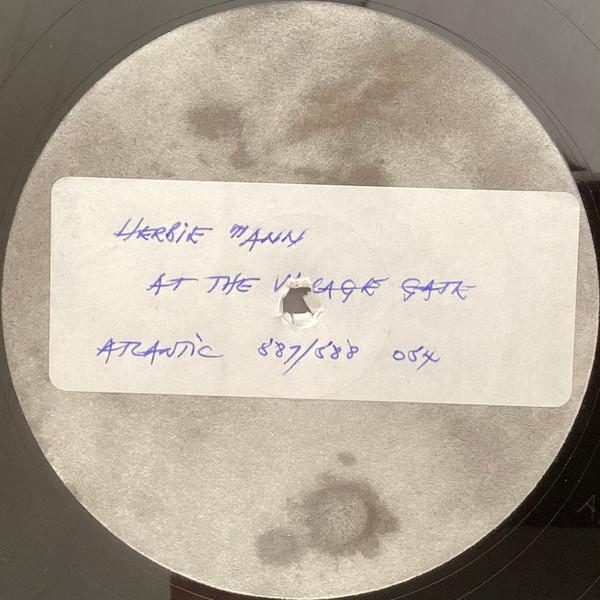 HERBIE MANN
AT THE VILLAGE GATE
ATLANTIC 587/588 054
A